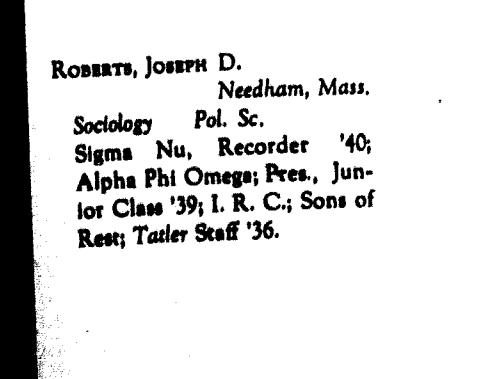 ROBERTS, JOSEPH D.
Needham, Mass.
Sociology Pol. Sc.
Sigma Nu, Recorder '40;
Alpha Phi Omega; Pres., Jun-
ior Class '39; I. R. C.; Sons of
Rest; Tatler Staff '36.